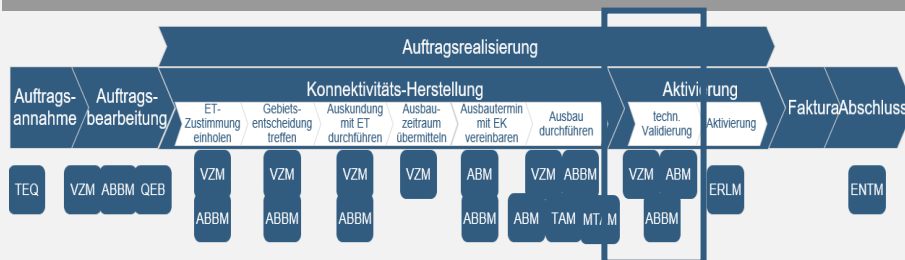 Auftragsrealisierung
Auftrags-
annahme
Auftrags-
bearbeitung
Konnektivitäts-Herstellung
Aktivierung
Faktura
Abschluss
ET-
Zustimmung
einholen
Gebiets-
entscheidung
treffen
Auskundung
mit ET
durchführen
Ausbau-
zeitraum
übermitteln
Ausbautermin
mit EK
vereinbaren
Ausbau
durchführen
techn.
Validierung
Aktivierung
TEQ
VZM ABBM QEB
VZM
VZM
VZM
VZM
ABM
VZM ABBM
VZM ABM
ERLM
ENTM
ABBM
ABBM
ABBM
ABBM
ABM
TAM
MTAM
ABBM